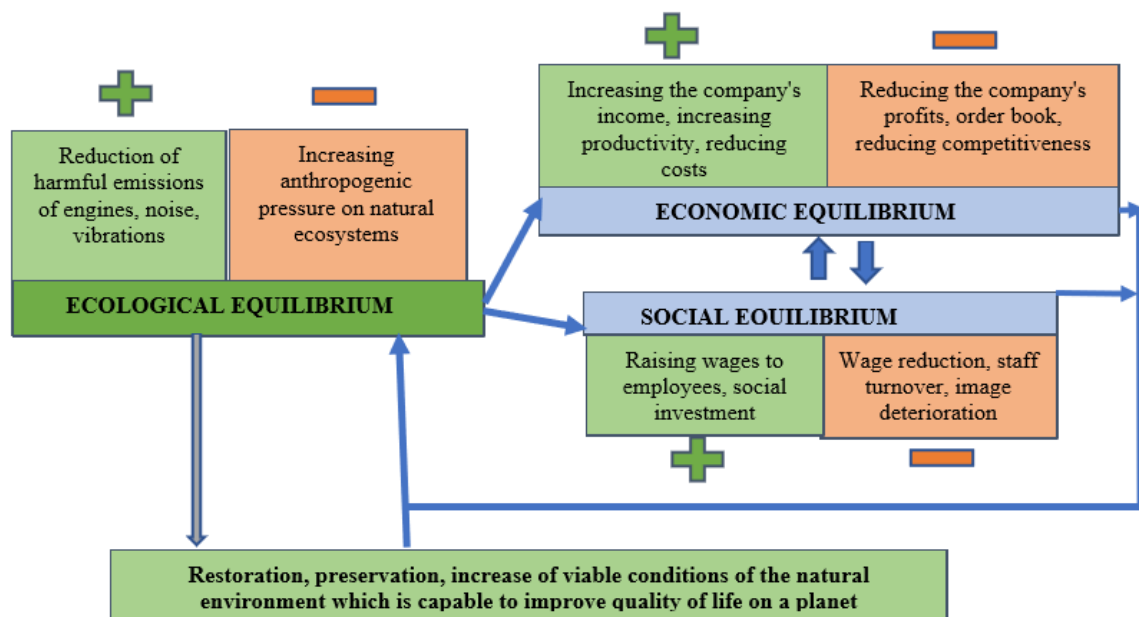 Reduction of
harmful emissions
of engines, noise,
vibrations
Increasing
anthropogenic
pressure on natural
ecosystems
ECOLOGICAL EQUILIBRIUM
Increasing the company's
income, increasing
productivity, reducing
costs
Reducing the company's
profits, order book,
reducing competitiveness
ECONOMIC EQUILIBRIUM
SOCIAL EOUILIBRIUM
Raising wages to
employees, social
investment
Wage reduction, staff
turnover, image
deterioration
Restoration, preservation, increase of viable conditions of the natural
environment which is capable to improve quality of life on a planet